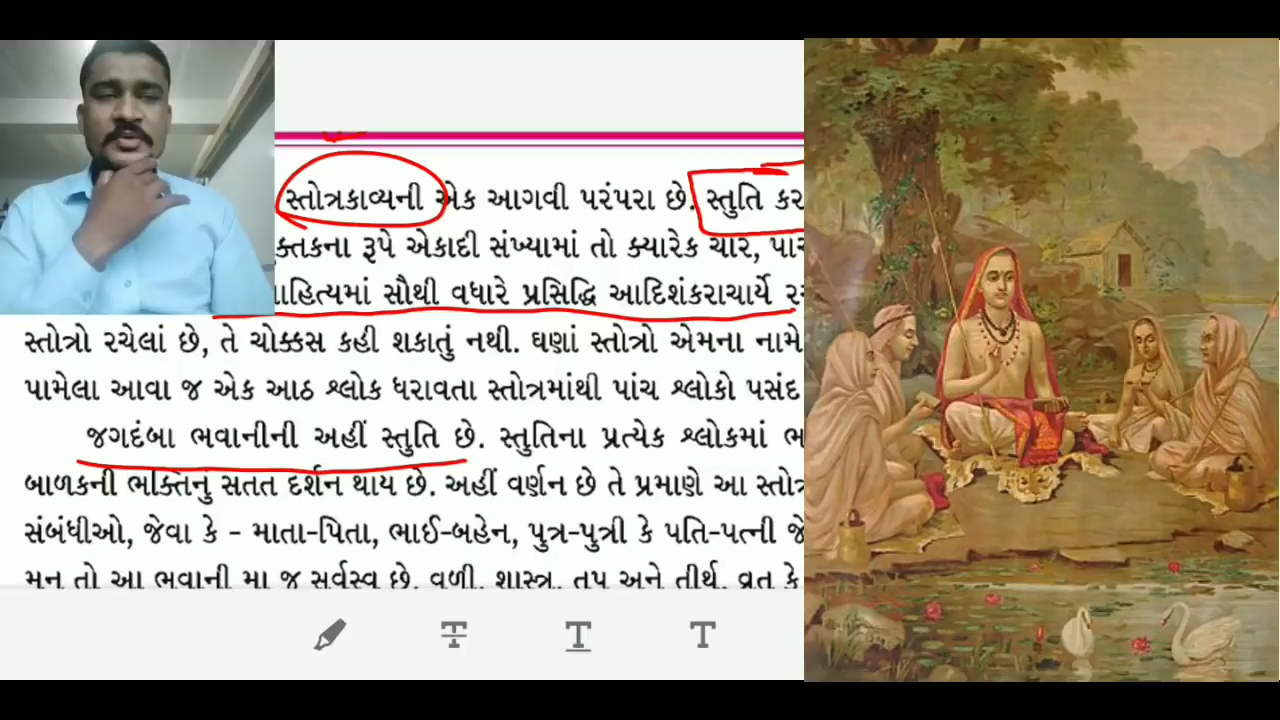 સ્તોત્રકાવ્યની એક આગવી પરંપરા છે. સ્તુતિ કર
ક્તકના રૂપે એકાદી સંખ્યામાં તો ક્યારેક ચાર, પાંચ
ાહિત્યમાં સૌથી વધારે પ્રસિદ્ધિ આદિશંકરાચાર્યે ર
સ્તોત્રો રચેલાં છે, તે ચોક્કસ કહી શકાતું નથી. ઘણાં સ્તોત્રો એમના નામે
પામેલા આવા જ એક આઠ શ્લોક ધરાવતા સ્તોત્રમાંથી પાંચ શ્લોકો પસંદ
જગદંબા ભવાનીની અહીં સ્તુતિ છે. સ્તુતિના પ્રત્યેક શ્લોકમાં ભ
બાળકની ભક્તિનું સતત દર્શન થાય છે. અહીં વર્ણન છે તે પ્રમાણે આ સ્તોત્ર
સંબંધીઓ, જેવા કે - માતા-પિતા, ભાઈ-બહેન, પુત્ર-પુત્રી કે પતિ-પત્ની જે
મન તો આ ભવાની મા જ સર્વસ્વ છે. વળી, શાસ્ત્ર, તપ અને તીર્થ, વ્રત કે
T T T